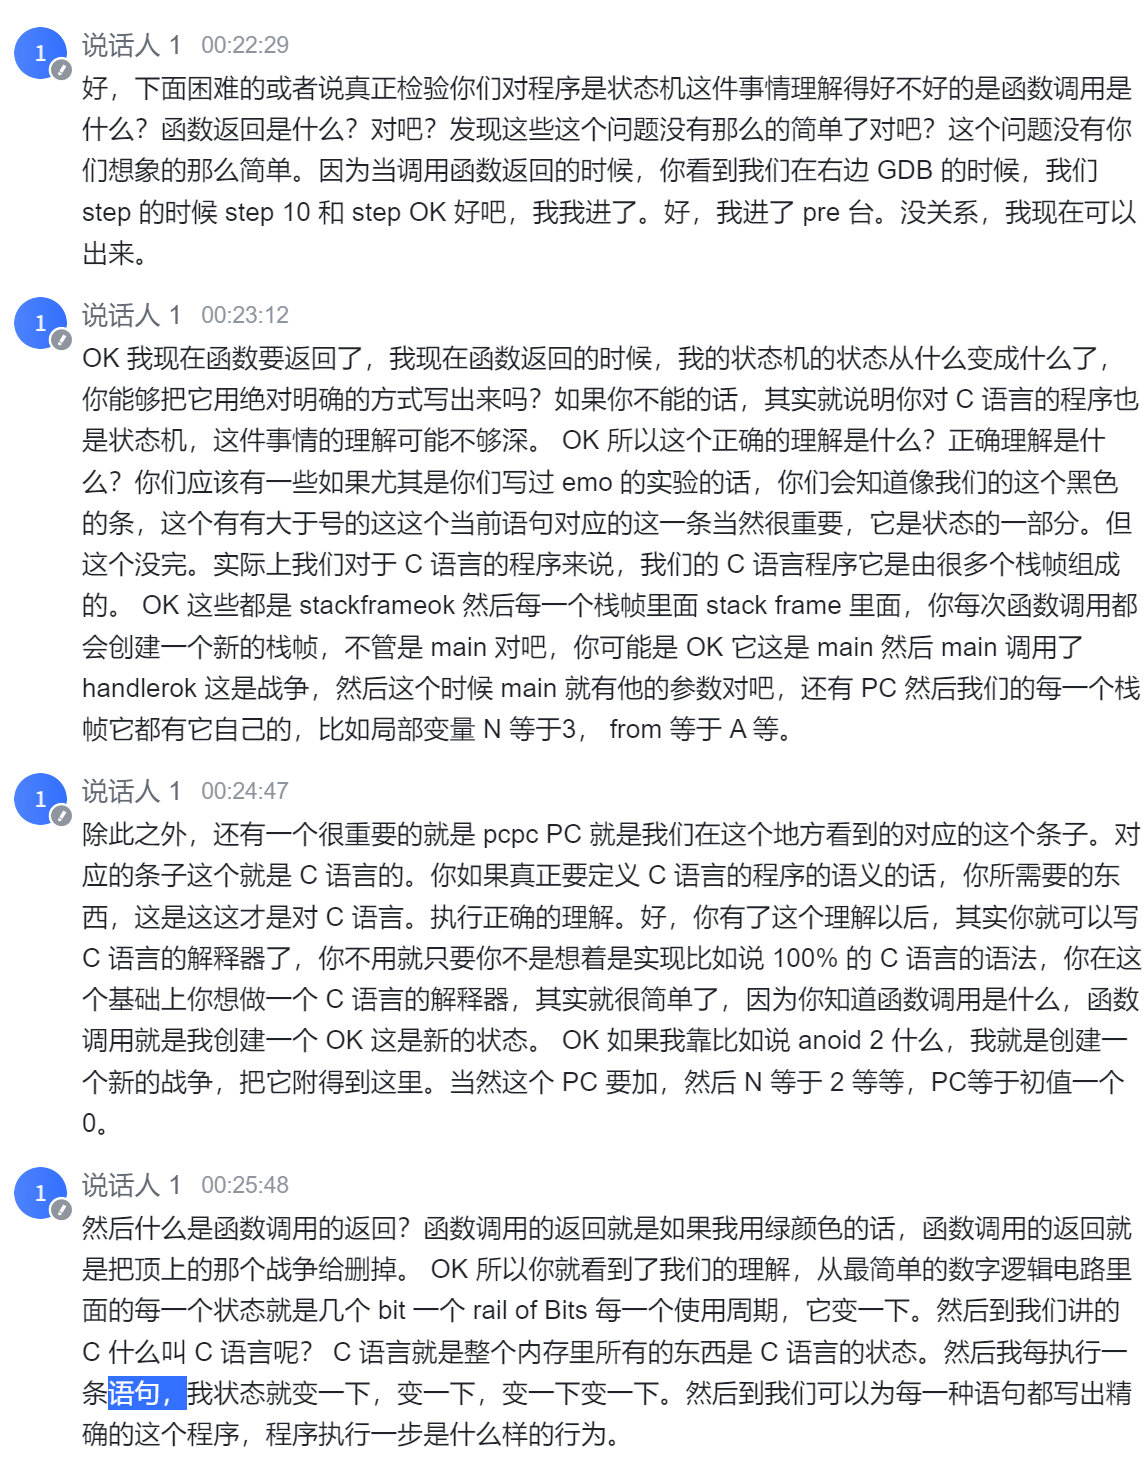 1 说话人 1 00:22:29
好，下面困难的或者说真正检验你们对程序是状态机这件事情理解得好不好的是函数调用是
什么？函数返回是什么？对吧？发现这些这个问题没有那么的简单了对吧？这个问题没有你
们想象的那么简单。因为当调用函数返回的时候，你看到我们在右边 GDB 的时候，我们
step 的时候 step 10 和 step OK 好吧，我我进了。好，我进了 pre 台。没关系，我现在可以
出来。
1 说话人 1 00:23:12
OK 我现在函数要返回了，我现在函数返回的时候，我的状态机的状态从什么变成什么了，
你能够把它用绝对明确的方式写出来吗？如果你不能的话，其实就说明你对 C 语言的程序也
是状态机，这件事情的理解可能不够深。 OK 所以这个正确的理解是什么？正确理解是什
么？你们应该有一些如果尤其是你们写过 emo 的实验的话，你们会知道像我们的这个黑色
的条，这个有有大于号的这这个当前语句对应的这一条当然很重要，它是状态的一部分。但
这个没完。实际上我们对于 C 语言的程序来说，我们的 C 语言程序它是由很多个栈帧组成
的。 OK 这些都是 stackframeok 然后每一个栈帧里面 stack frame 里面，你每次函数调用都
会创建一个新的栈帧，不管是 main 对吧，你可能是 OK 它这是 main 然后 main 调用了
handlerok 这是战争，然后这个时候 main 就有他的参数对吧，还有 PC 然后我们的每一个栈
帧它都有它自己的，比如局部变量 N 等于3， from 等于 A 等。
1 说话人 1 00:24:47
除此之外，还有一个很重要的就是 pcpc PC 就是我们在这个地方看到的对应的这个条子。对
应的条子这个就是 C 语言的。你如果真正要定义 C 语言的程序的语义的话，你所需要的东
西，这是这这才是对 C 语言。执行正确的理解。好，你有了这个理解以后，其实你就可以写
C 语言的解释器了，你不用就只要你不是想着是实现比如说 100% 的 C 语言的语法，你在这
个基础上你想做一个 C 语言的解释器，其实就很简单了，因为你知道函数调用是什么，函数
调用就是我创建一个 OK 这是新的状态。 OK 如果我靠比如说 anoid 2 什么，我就是创建一
个新的战争，把它附得到这里。当然这个 PC 要加，然后 N 等于 2 等等，PC等于初值一个
0。
1 说话人 1 00:25:48
然后什么是函数调用的返回？函数调用的返回就是如果我用绿颜色的话，函数调用的返回就
是把顶上的那个战争给删掉。 OK 所以你就看到了我们的理解，从最简单的数字逻辑电路里
面的每一个状态就是几个 bit 一个 rail of Bits 每一个使用周期，它变一下。然后到我们讲的
C 什么叫 C 语言呢？ C 语言就是整个内存里所有的东西是 C 语言的状态。然后我每执行一
条语句，我状态就变一下，变一下，变一下变一下。然后到我们可以为每一种语句都写出精
确的这个程序，程序执行一步是什么样的行为。